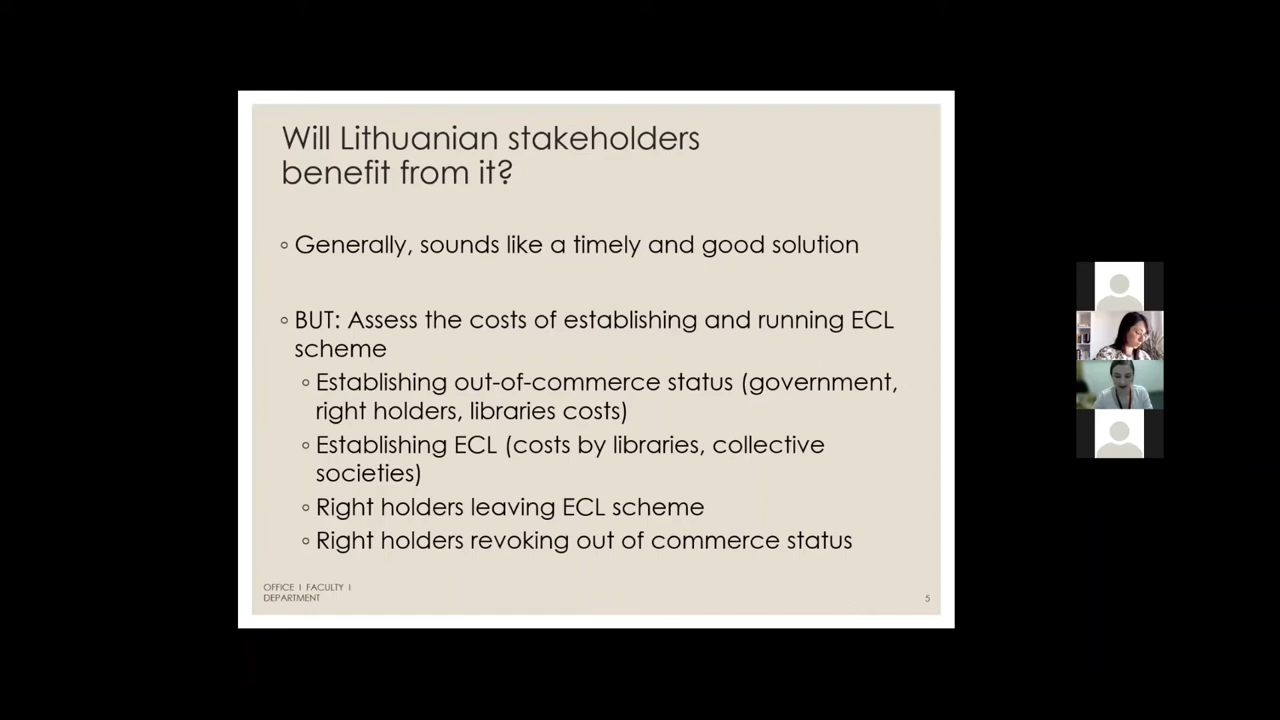 Will Lithuanian stakeholders
benefit from it?
◦ Generally, sounds like a timely and good solution
◦ BUT: Assess the costs of establishing and running ECL
scheme
◦ Establishing out-of-commerce status (government,
right holders, libraries costs)
◦ Establishing ECL (costs by libraries, collective
societies)
◦ Right holders leaving ECL scheme
◦ Right holders revoking out of commerce status
OFFICE | FACULTY |
DEPARTMENT
5